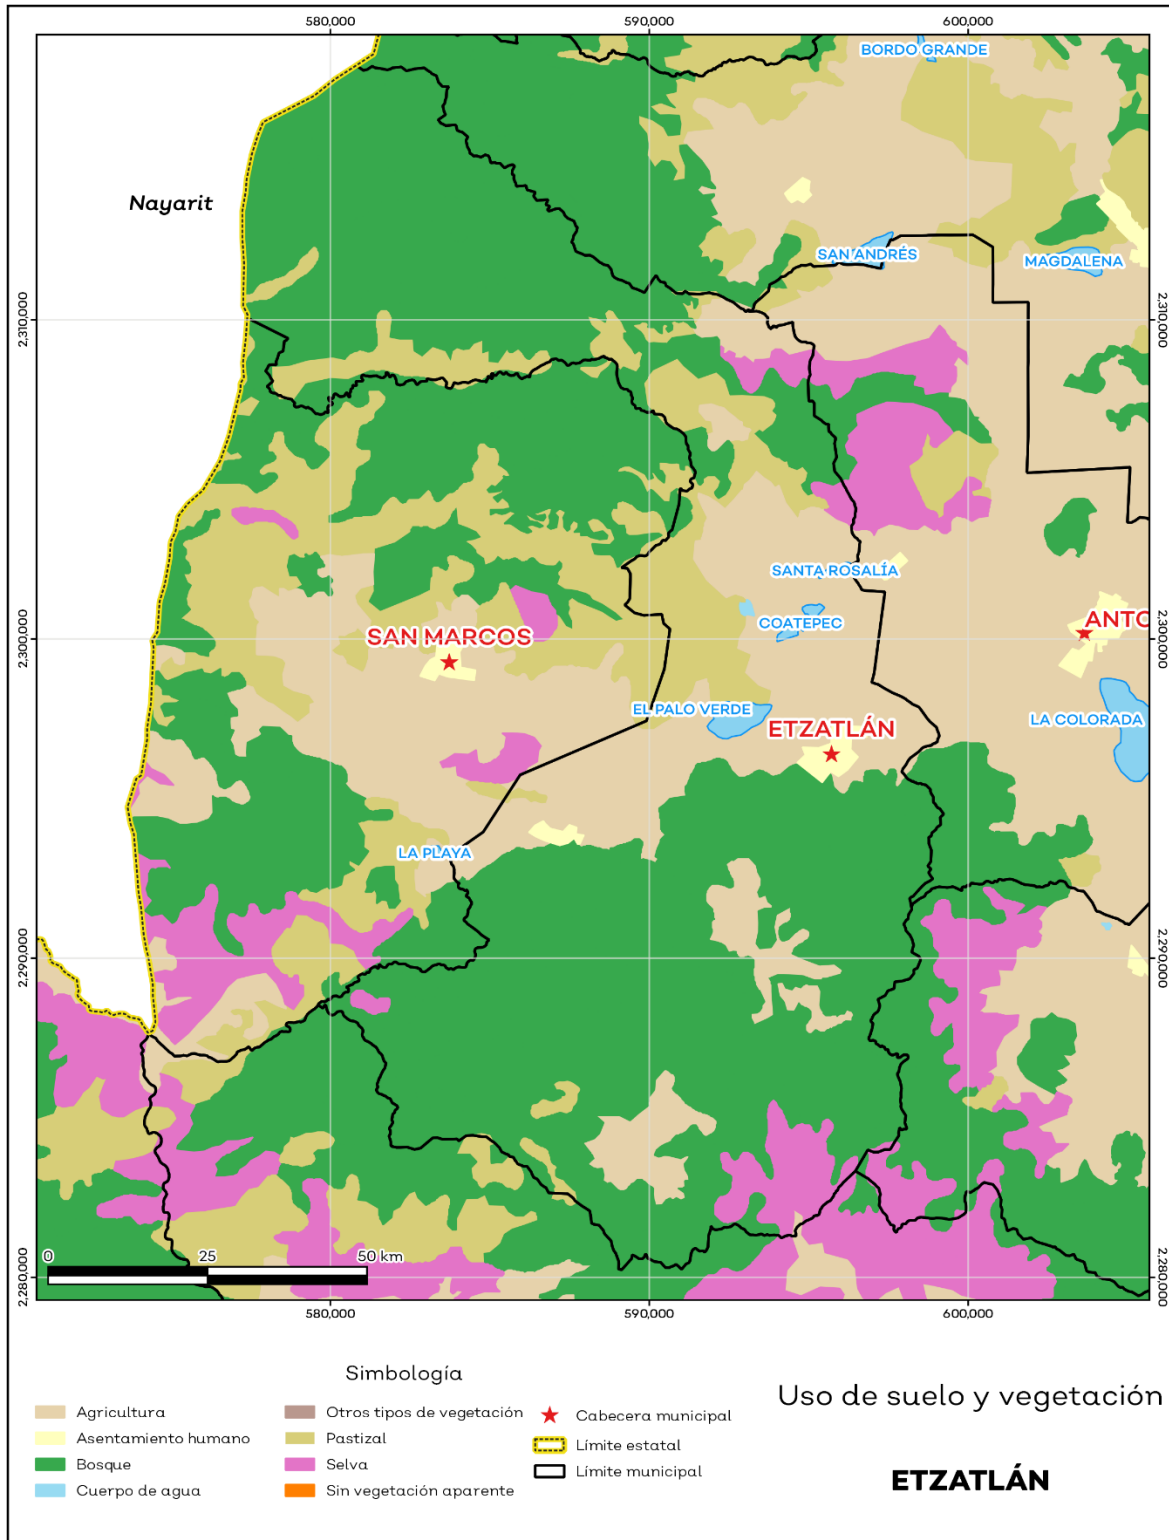 580,000
590,000
600,000
BORDO GRANDE
Nayarit
SAN ANDRÉS
MAGDALENA
2,310,000
2,310,000
SANTA ROSALÍA
COATEPEC
SAN MARCOS
ANTO
2,300,000
2,300,000
EL PALO VERDE
LA COLORADA
ETZATLÁN
LA PLAYA
2,290,000
2,290,000
0
25
50 km
2,280,000
2,280,000
580,000
590,000
600,000
Simbología
Agricultura
Asentamiento humano
Bosque
Cuerpo de agua
Otros tipos de vegetación
Pastizal
Selva
Sin vegetación aparente
Cabecera municipal
Límite estatal
Límite municipal
Uso de suelo y vegetación
ETZATLÁN